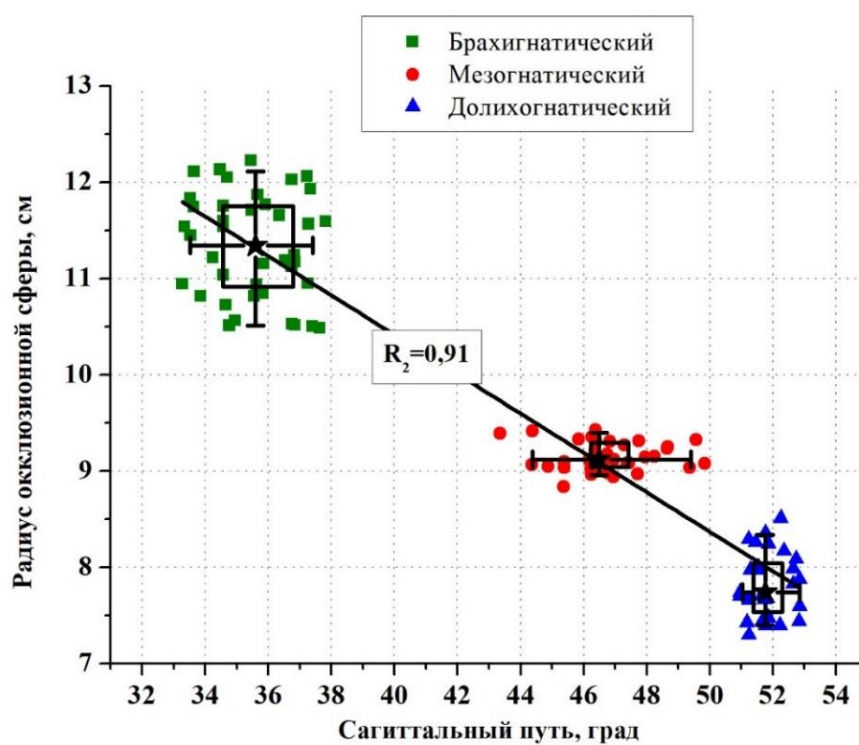 Брахигнатический
Мезогнатический
Долихогнатический
13
12
11
10
9
8
7
Радиус окклюзионной сферы, см
R2=0,91
32 34 36 38 40 42 44 46 48 50 52 54
Сагиттальный путь, град